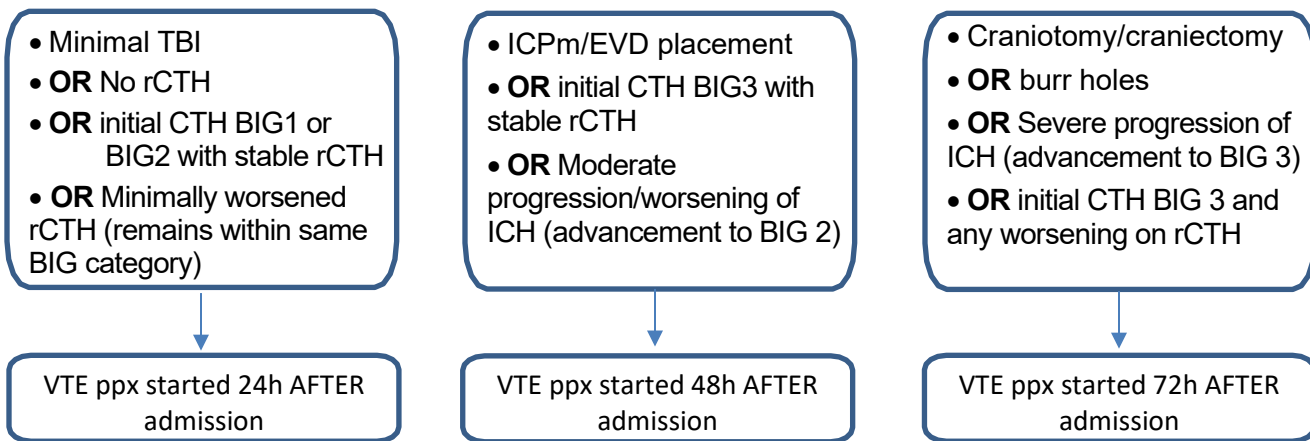 • Minimal TBI
• OR No rCTH
• OR initial CTH BIG1 or
BIG2 with stable rCTH
• OR Minimally worsened
rCTH (remains within same
BIG category)
VTE ppx started 24h AFTER
admission
• ICPm/EVD placement
• OR initial CTH BIG3 with
stable rCTH
• OR Moderate
progression/worsening of
ICH (advancement to BIG 2)
VTE ppx started 48h AFTER
admission
• Craniotomy/craniectomy
• OR burr holes
• OR Severe progression of
ICH (advancement to BIG 3)
• OR initial CTH BIG 3 and
any worsening on rCTH
VTE ppx started 72h AFTER
admission